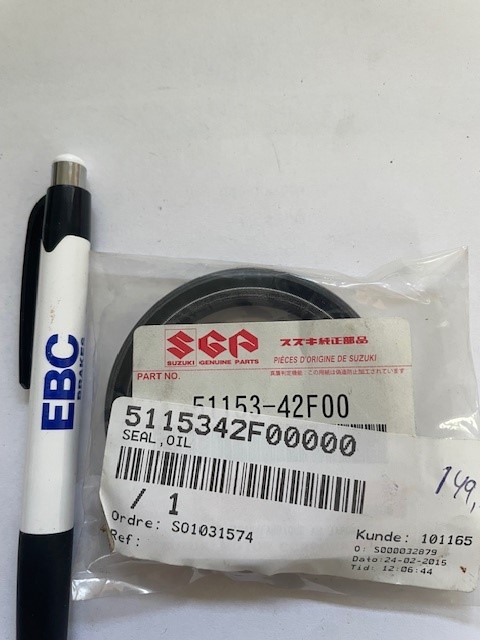 EBC
BRAKES
SGP
スズキ純正部品
SUZUKI GENUINE PARTS
PIÈCES D'ORIGINE DE SUZUKI
PART NO.
51153-42F00
5115342F00000
SEAL,OIL
/ 1
Ordre: SO1031574
Ref:
149,
Kunde: 101165
O: S000032879
Dato:24-02-2015
Tid: 12:06:44